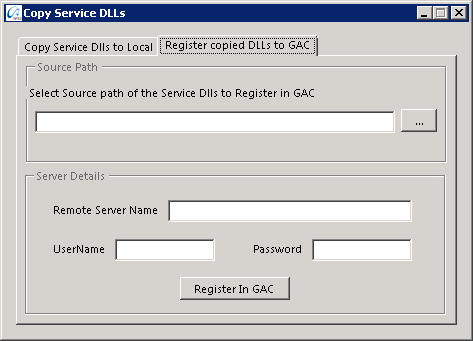 Copy Service DLLs
Copy Service Dlls to Local
Register copied DLLs to GAC
Source Path
Select Source path of the Service Dlls to Register in GAC
...
Server Details
Remote Server Name
UserName
Password
Register In GAC